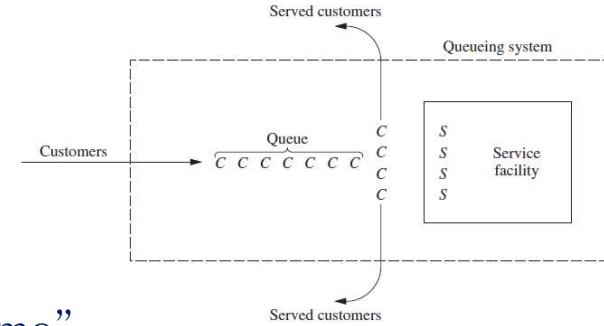 Served customers
Queueing system
Customers
Queue
C C C C C C C
C
C
C
C
S
S
S
S
Service
facility
Served customers